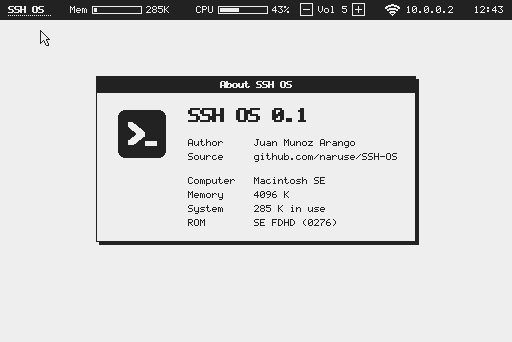 SSH OS Mem 285K CPU 43% Vol 5 10.0.0.2 12:43
About SSH OS
SSH OS 0.1
Author Juan Munoz Arango
Source github.com/naruse/SSH-OS
Computer Macintosh SE
Memory 4096 K
System 285 K in use
ROM SE FDHD (0276)